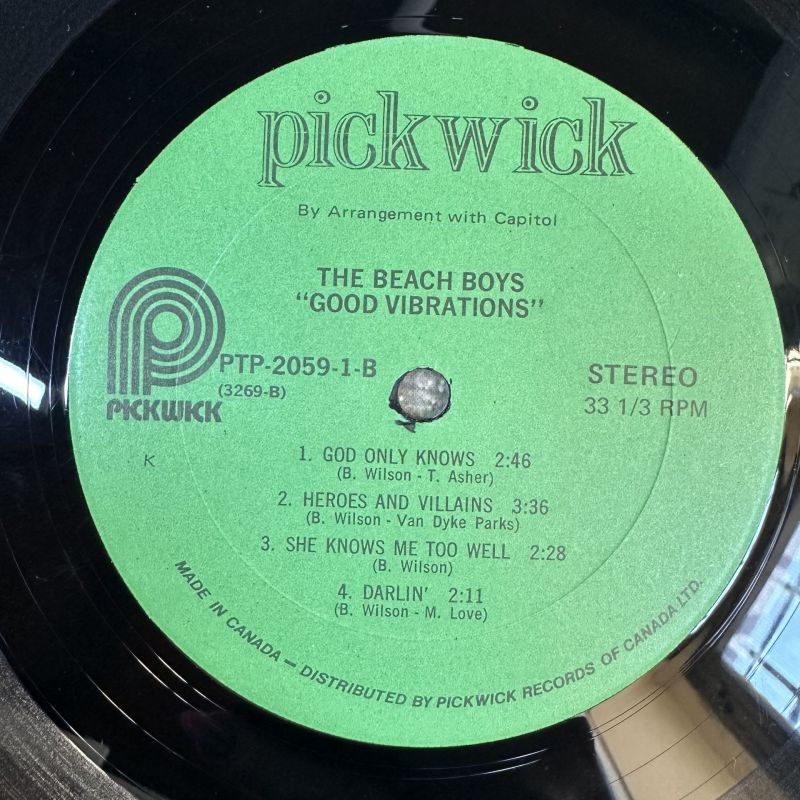 pickwick
By Arrangement with Capitol
THE BEACH BOYS
"GOOD VIBRATIONS"
PICKWICK
PTP-2059-1-B
(3269-B)
STEREO
33 1/3 RPM
K
1. GOD ONLY KNOWS 2:46
(B. Wilson - T. Asher)
2. HEROES AND VILLAINS 3:36
(B. Wilson - Van Dyke Parks)
3. SHE KNOWS ME TOO WELL 2:28
(B. Wilson)
4. DARLIN' 2:11
(B. Wilson - M. Love)
MADE IN CANADA — DISTRIBUTED BY PICKWICK RECORDS OF CANADA LTD.